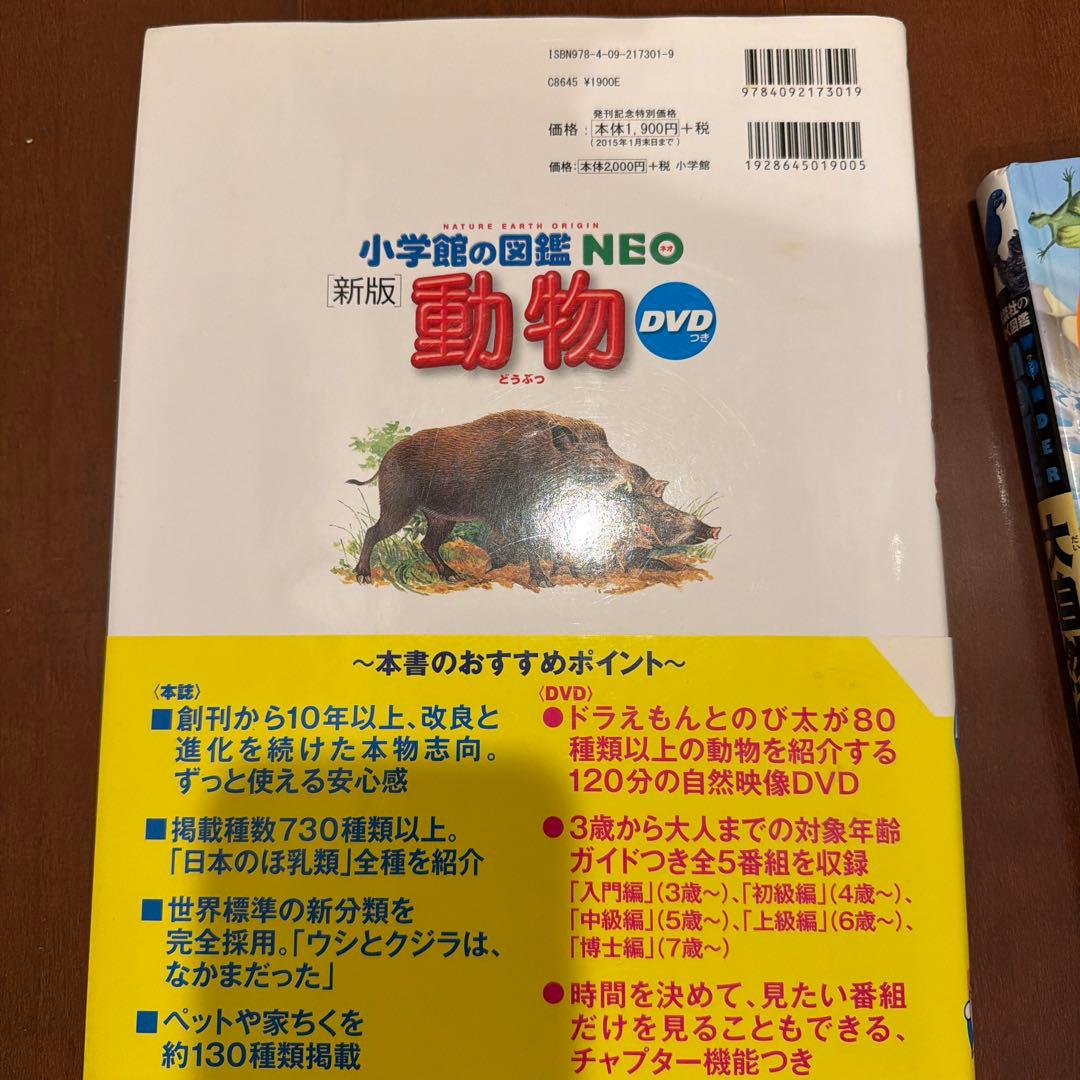 ISBN978-4-09-217301-9
C8645 ¥1900E
9784092173019
発刊記念特別価格
価格：本体1,900円+税
(2015年1月末日まで)
価格：本体2,000円+税 小学館
1928645019005
NATURE EARTH ORIGIN
小学館の図鑑 NEO
ネオ
[新版]
動物
どうぶつ
DVD
つき
～本書のおすすめポイント～
〈本誌〉
■創刊から10年以上、改良と
進化を続けた本物志向。
ずっと使える安心感
■掲載種数730種類以上。
「日本のほ乳類」全種を紹介
■世界標準の新分類を
完全採用。「ウシとクジラは、
なかまだった」
■ペットや家ちくを
約130種類掲載
〈DVD〉
●ドラえもんとのび太が80
種類以上の動物を紹介する
120分の自然映像DVD
●3歳から大人までの対象年齢
ガイドつき全5番組を収録
「入門編」(3歳～)、「初級編」(4歳～)、
「中級編」(5歳～)、「上級編」(6歳～)、
「博士編」(7歳～)
●時間を決めて、見たい番組
だけを見ることもできる、
チャプター機能つき
WONDER